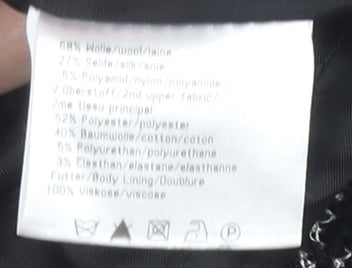 68% Wolle/wool/laine
27% Seide/silk/soie
5% Polyamid/nylon/polyamide
2.Oberstoff/2nd upper fabric/
2me tissu principal
52% Polyester/polyester
40% Baumwolle/cotton/coton
5% Polyurethan/polyurethane
3% Elasthan/elastane/elasthanne
Futter/Body Lining/Doublure
100% Viskose/viscose
P